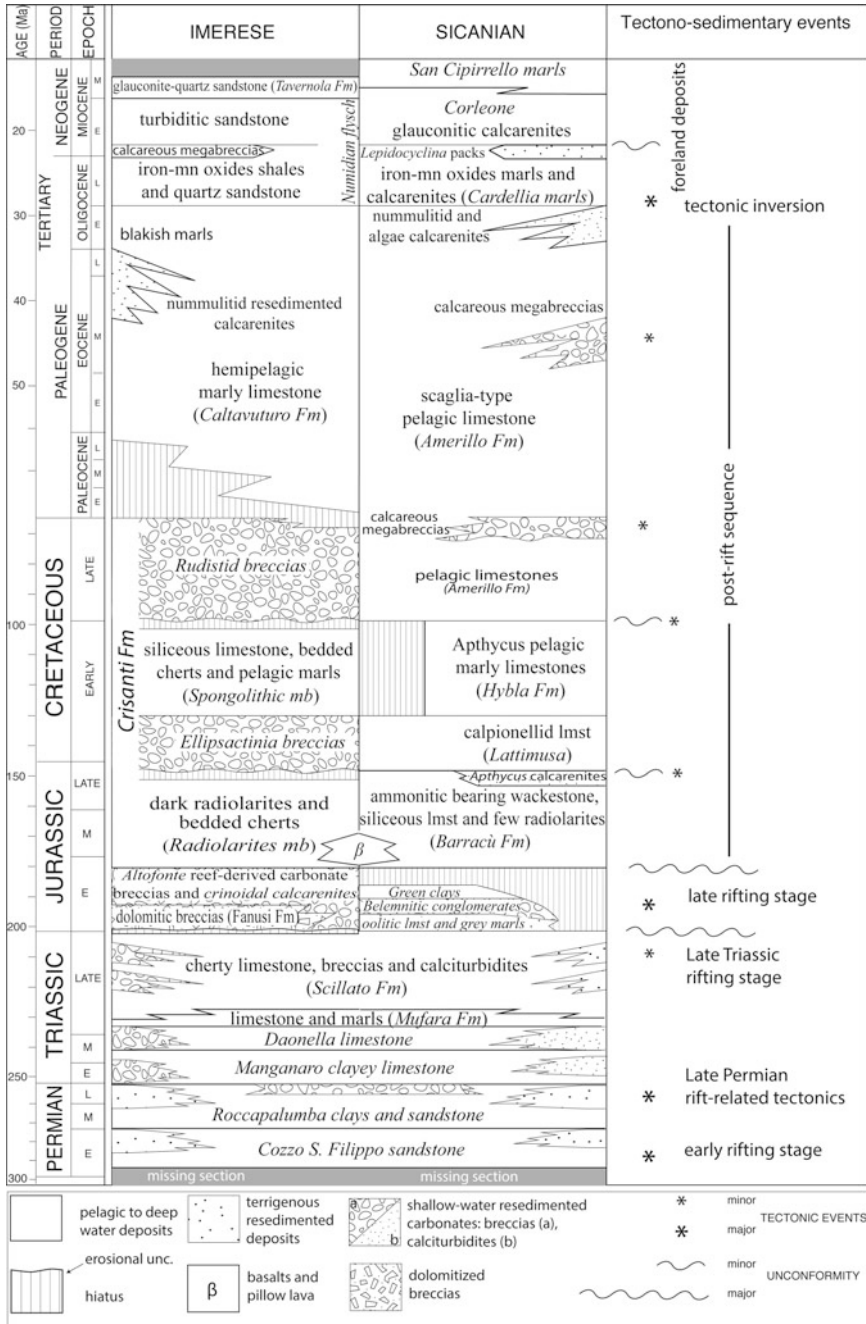 AGE (Ma)
PERIOD
EPOCH
IMERESE
SICANIAN
Tectono-sedimentary events
20
30
40
50
100
150
200
250
300
TERTIARY
NEOGENE
PALEOGENE
CRETACEOUS
JURASSIC
TRIASSIC
PERMIAN
MIOCENE
OLIGOCENE
EOCENE
PALEOCENE
LATE
EARLY
LATE
M
E
LATE
M
E
L
M
E
M
E
L
E
L
M
E
L
M
E
glauconite-quartz sandstone (Tavernola Fm)
turbiditic sandstone
calcareous megabreccias
iron-mn oxides shales
and quartz sandstone
Numidian flysch
blakish marls
nummulitid resedimented
calcarenites
hemipelagic
marly limestone
(Caltavuturo Fm)
Crisanti Fm
Rudistid breccias
siliceous limestone, bedded
cherts and pelagic marls
(Spongolithic mb)
Ellipsactinia breccias
dark radiolarites and
bedded cherts
(Radiolarites mb)
β
Altofonte reef-derived carbonate
breccias and crinoidal calcarenites
dolomitic breccias (Fanusi Fm)
San Cipirrello marls
Corleone
glauconitic calcarenites
Lepidocyclina packs
iron-mn oxides marls and
calcarenites (Cardellia marls)
nummulitid and
algae calcarenites
calcareous megabreccias
scaglia-type
pelagic limestone
(Amerillo Fm)
calcareous
megabreccias
pelagic limestones
(Amerillo Fm)
Apthycus pelagic
marly limestones
(Hybla Fm)
calpionellid lmst
(Lattimusa)
Apthycus calcarenites
ammonitic bearing wackestone,
siliceous lmst and few radiolarites
(Barracù Fm)
Green clays
Belemnitic conglomerates
oolitic lmst and grey marls
cherty limestone, breccias and calciturbidites
(Scillato Fm)
limestone and marls (Mufara Fm)
Daonella limestone
Manganaro clayey limestone
Roccapalumba clays and sandstone
Cozzo S. Filippo sandstone
missing section
missing section
foreland deposits
* tectonic inversion
*
*
post-rift sequence
*
*
* late rifting stage
* Late Triassic
rifting stage
Late Permian
* rift-related tectonics
* early rifting stage
pelagic to deep
water deposits
terrigenous
resedimented
deposits
a
b
shallow-water resedimented
carbonates: breccias (a),
calciturbidites (b)
* minor
* major
TECTONIC EVENTS
erosional unc.
hiatus
β
basalts and
pillow lava
dolomitized
breccias
minor
major
UNCONFORMITY